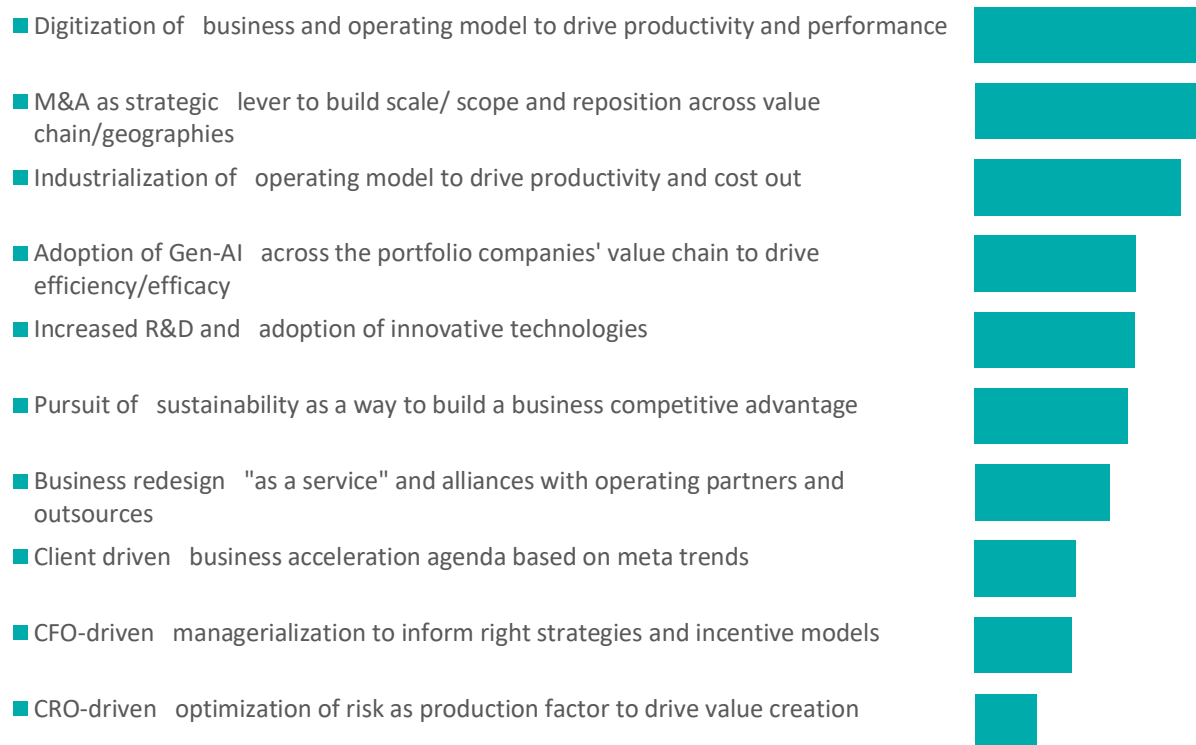 Digitization of business and operating model to drive productivity and performance
M&A as strategic lever to build scale/ scope and reposition across value
chain/geographies
Industrialization of operating model to drive productivity and cost out
Adoption of Gen-AI across the portfolio companies' value chain to drive
efficiency/efficacy
Increased R&D and adoption of innovative technologies
Pursuit of sustainability as a way to build a business competitive advantage
Business redesign "as a service" and alliances with operating partners and
outsources
Client driven business acceleration agenda based on meta trends
CFO-driven managerialization to inform right strategies and incentive models
CRO-driven optimization of risk as production factor to drive value creation